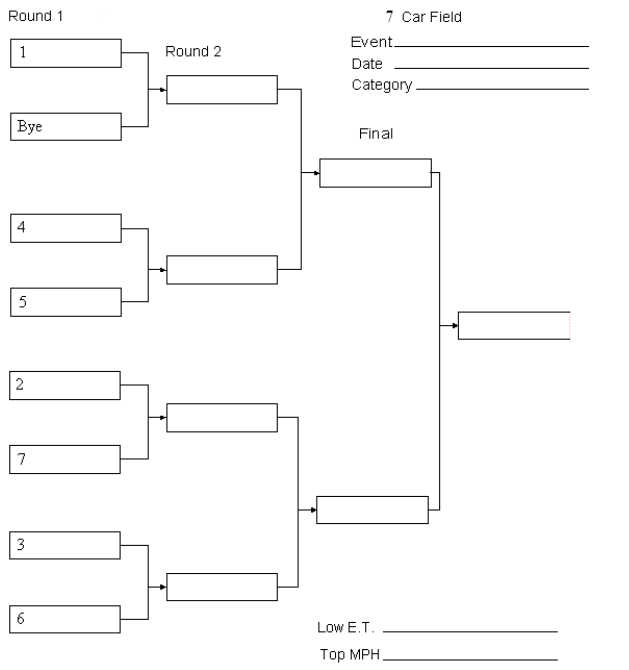 Round 1
7 Car Field
Event
Date
Category
1
Round 2
Bye
Final
4
5
2
7
3
6
Low E.T.
Top MPH